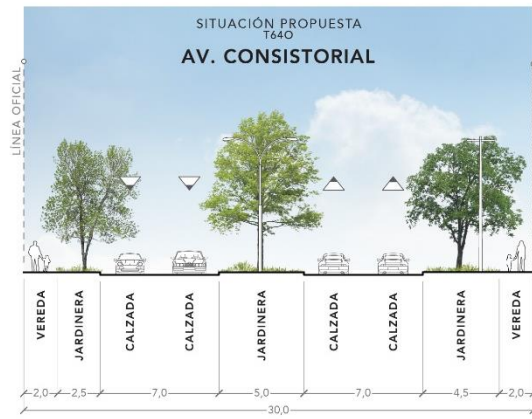 SITUACIÓN PROPUESTA
T64O
AV. CONSISTORIAL
LÍNEA OFICIAL
VEREDA
JARDINERA
CALZADA
CALZADA
JARDINERA
CALZADA
CALZADA
JARDINERA
VEREDA
2,0 2,5 7,0 5,0 7,0 4,5 2,0
30,0